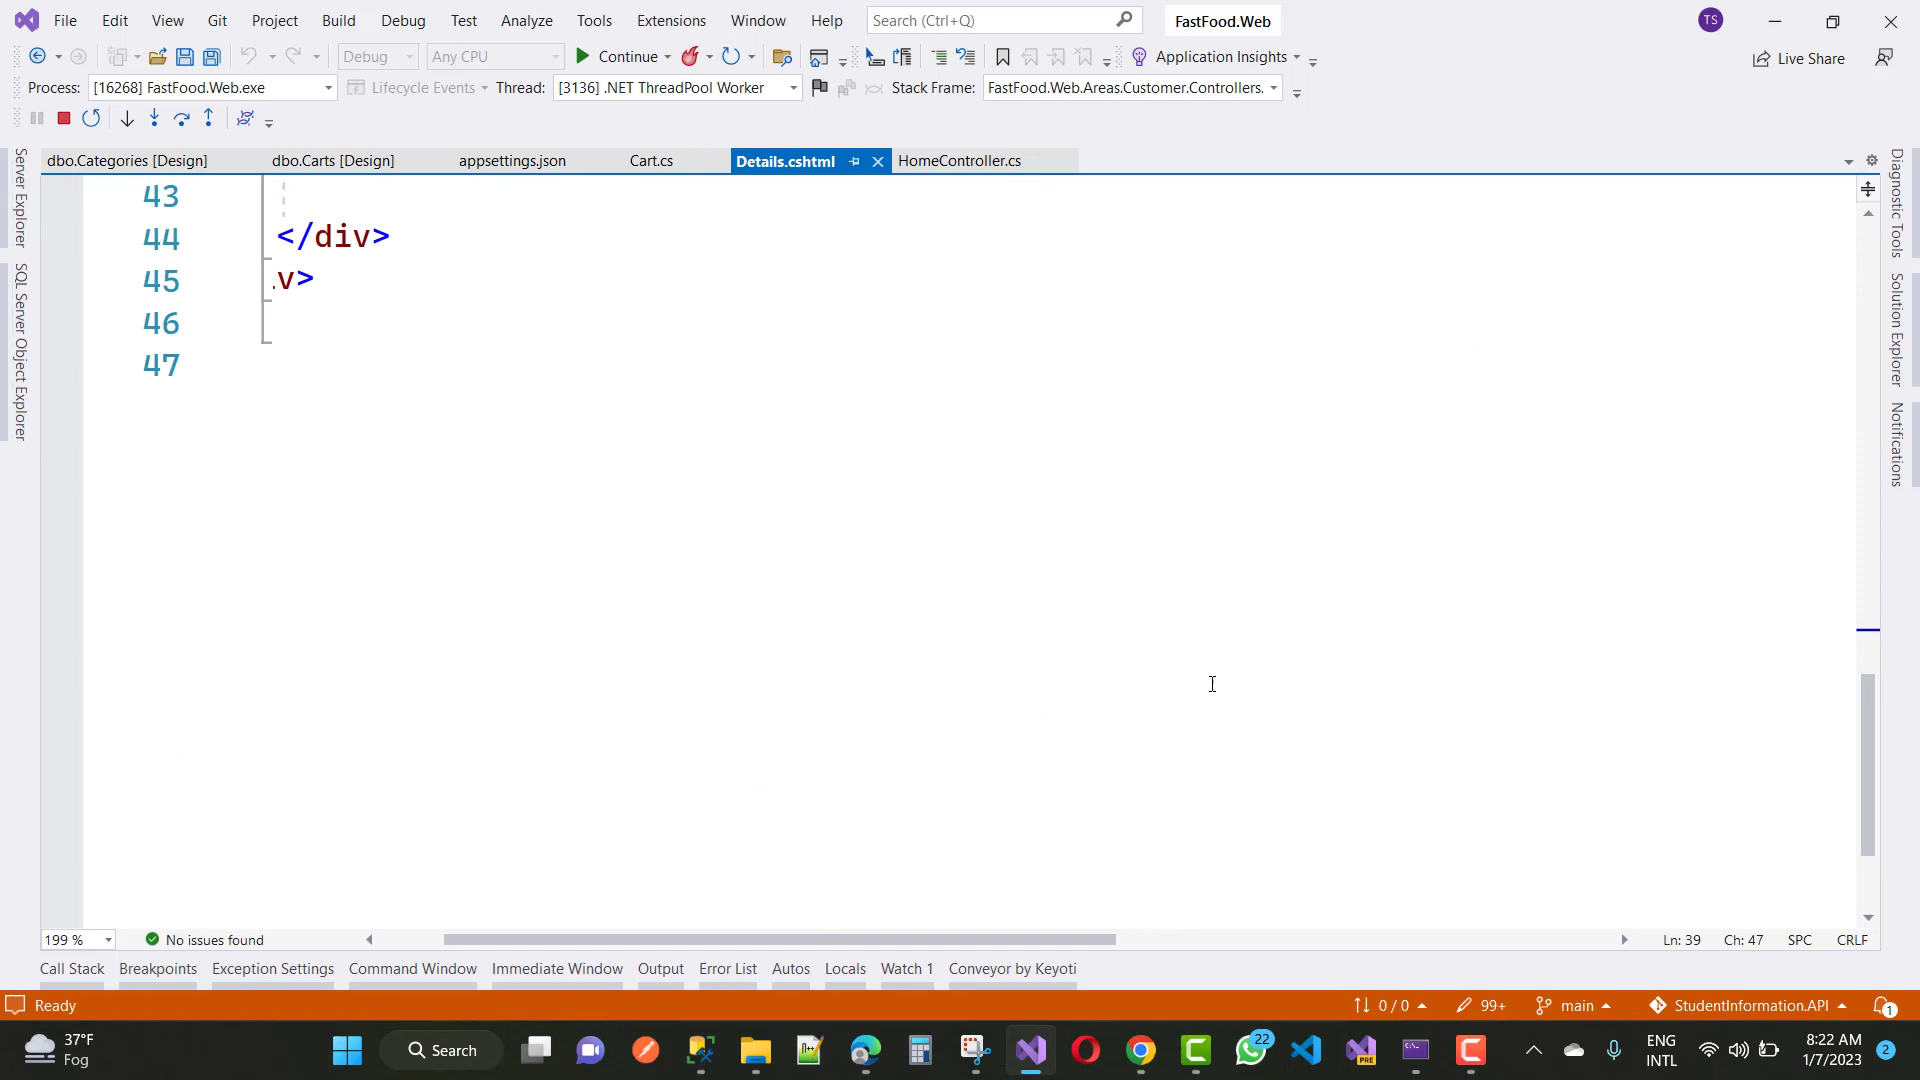 File Edit View Git Project Build Debug Test Analyze Tools Extensions Window Help Search (Ctrl+Q) FastFood.Web TS
Debug Any CPU Continue Application Insights Live Share
Process: [16268] FastFood.Web.exe Lifecycle Events Thread: [3136] .NET ThreadPool Worker Stack Frame: FastFood.Web.Areas.Customer.Controllers.
dbo.Categories [Design] dbo.Carts [Design] appsettings.json Cart.cs Details.cshtml HomeController.cs
Server Explorer
SQL Server Object Explorer
43
44 </div>
45 .v>
46
47
Diagnostic Tools
Solution Explorer
Notifications
199 % No issues found Ln: 39 Ch: 47 SPC CRLF
Call Stack Breakpoints Exception Settings Command Window Immediate Window Output Error List Autos Locals Watch 1 Conveyor by Keyoti
Ready 0 / 0 99+ main StudentInformation.API 1
37°F
Fog
Search
22
PRE
ENG
INTL
8:22 AM
1/7/2023
2